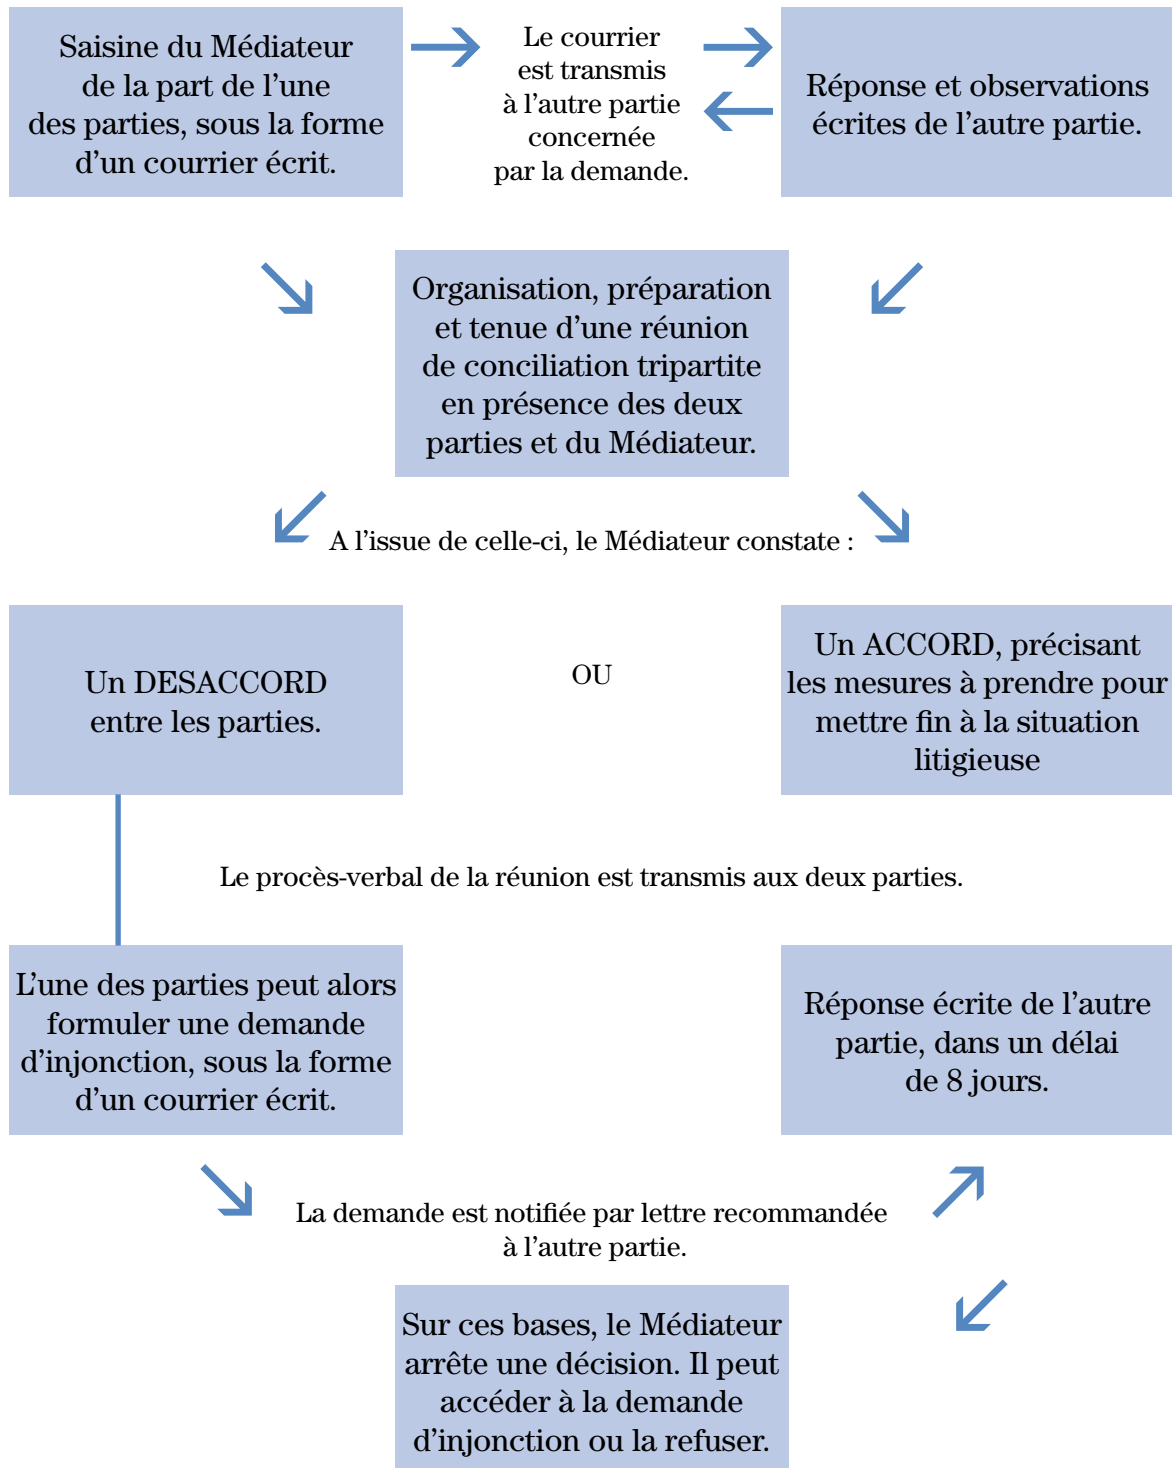 Saisine du Médiateur
de la part de l’une
des parties, sous la forme
d’un courrier écrit.
Le courrier
est transmis
à l’autre partie
concernée
par la demande.
Réponse et observations
écrites de l’autre partie.
Organisation, préparation
et tenue d’une réunion
de conciliation tripartite
en présence des deux
parties et du Médiateur.
A l’issue de celle-ci, le Médiateur constate :
Un DESACCORD
entre les parties.
OU
Un ACCORD, précisant
les mesures à prendre pour
mettre fin à la situation
litigieuse
Le procès-verbal de la réunion est transmis aux deux parties.
L’une des parties peut alors
formuler une demande
d’injonction, sous la forme
d’un courrier écrit.
Réponse écrite de l’autre
partie, dans un délai
de 8 jours.
La demande est notifiée par lettre recommandée
à l’autre partie.
Sur ces bases, le Médiateur
arrête une décision. Il peut
accéder à la demande
d’injonction ou la refuser.